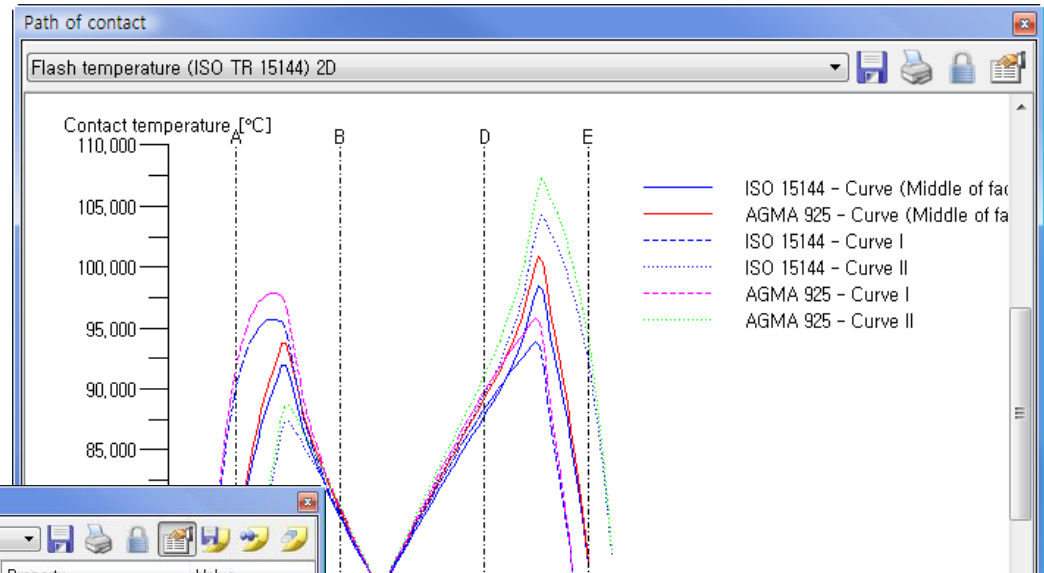 Path of contact
Flash temperature (ISO TR 15144) 2D
Contact temperature [°C]
A
B
D
E
110,000
105,000
100,000
95,000
90,000
85,000
ISO 15144 - Curve (Middle of fac
AGMA 925 - Curve (Middle of fa
ISO 15144 - Curve I
ISO 15144 - Curve II
AGMA 925 - Curve I
AGMA 925 - Curve II